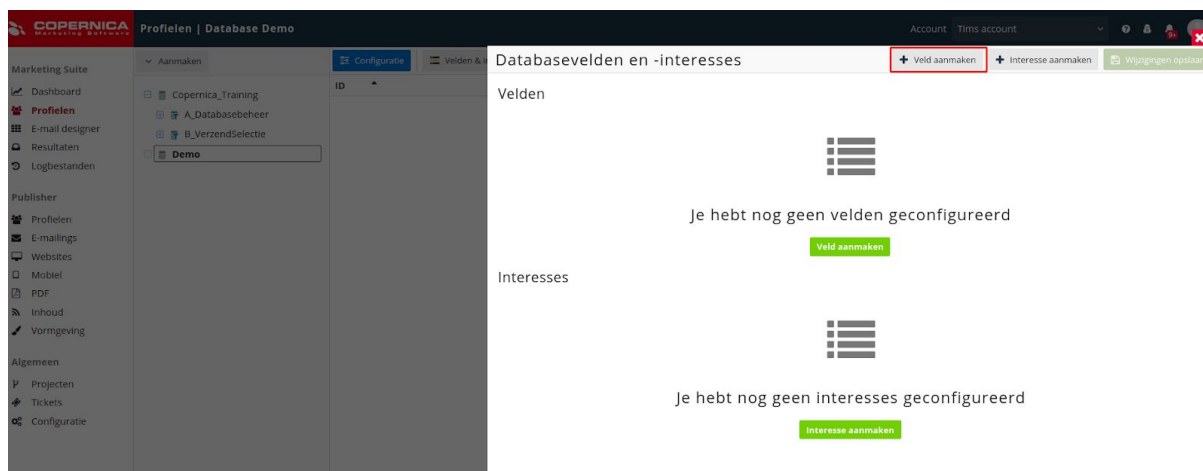 COPERNICA
Marketing Software
Profielen | Database Demo
Account Tims account
Marketing Suite
Dashboard
Profielen
E-mail designer
Resultaten
Logbestanden
Publisher
Profielen
E-mailings
Websites
Mobiel
PDF
Inhoud
Vormgeving
Algemeen
Projecten
Tickets
Configuratie
Aanmaken
Copernica_Training
A_Databasebeheer
B_VerzendSelectie
Demo
Configuratie
Velden & i
ID
Databasevelden en -interesses
Veld aanmaken
Interesse aanmaken
Wijzigingen opslaan
Velden
Je hebt nog geen velden geconfigureerd
Veld aanmaken
Interesses
Je hebt nog geen interesses geconfigureerd
Interesse aanmaken